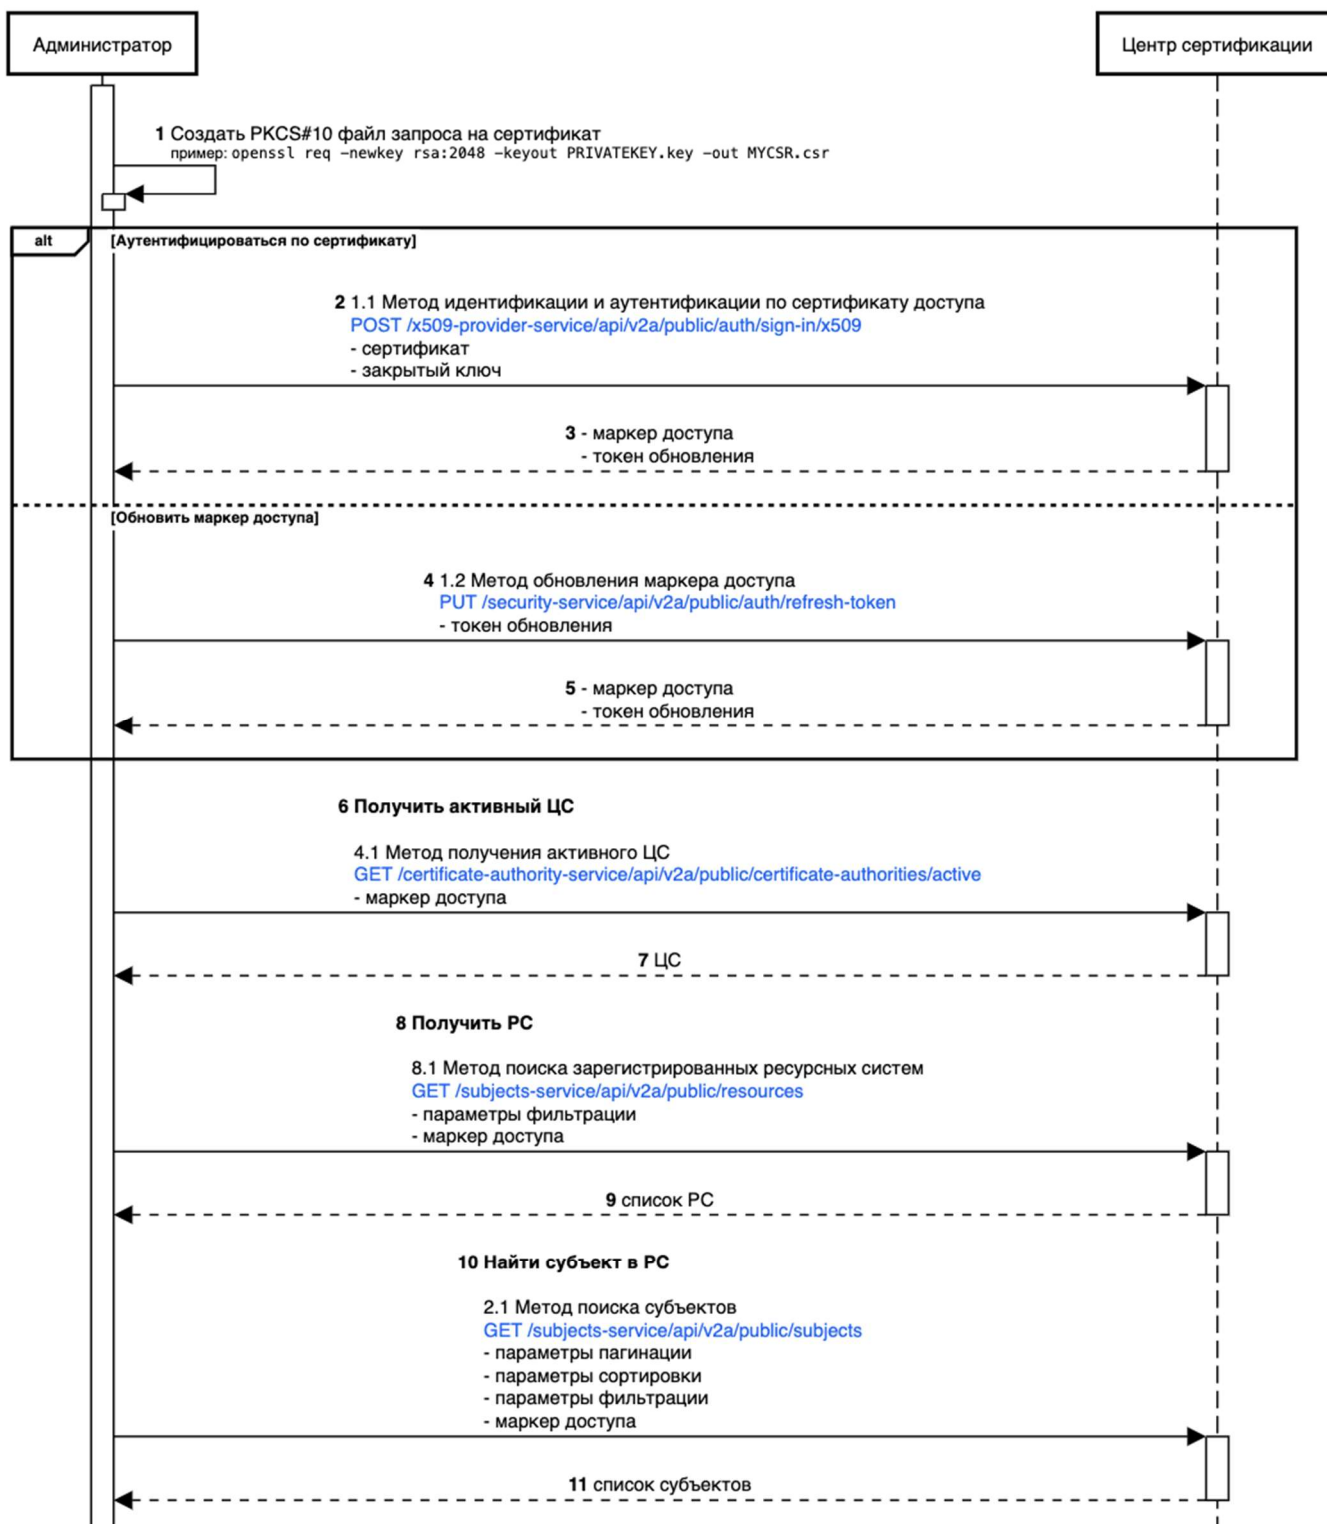 Администратор
Центр сертификации
1 Создать PKCS#10 файл запроса на сертификат
пример: openssl req -newkey rsa:2048 -keyout PRIVATEKEY.key -out MYCSR.csr
alt
[Аутентифицироваться по сертификату]
2 1.1 Метод идентификации и аутентификации по сертификату доступа
POST /x509-provider-service/api/v2a/public/auth/sign-in/x509
- сертификат
- закрытый ключ
3 - маркер доступа
- токен обновления
[Обновить маркер доступа]
4 1.2 Метод обновления маркера доступа
PUT /security-service/api/v2a/public/auth/refresh-token
- токен обновления
5 - маркер доступа
- токен обновления
6 Получить активный ЦС
4.1 Метод получения активного ЦС
GET /certificate-authority-service/api/v2a/public/certificate-authorities/active
- маркер доступа
7 ЦС
8 Получить РС
8.1 Метод поиска зарегистрированных ресурсных систем
GET /subjects-service/api/v2a/public/resources
- параметры фильтрации
- маркер доступа
9 список РС
10 Найти субъект в РС
2.1 Метод поиска субъектов
GET /subjects-service/api/v2a/public/subjects
- параметры пагинации
- параметры сортировки
- параметры фильтрации
- маркер доступа
11 список субъектов